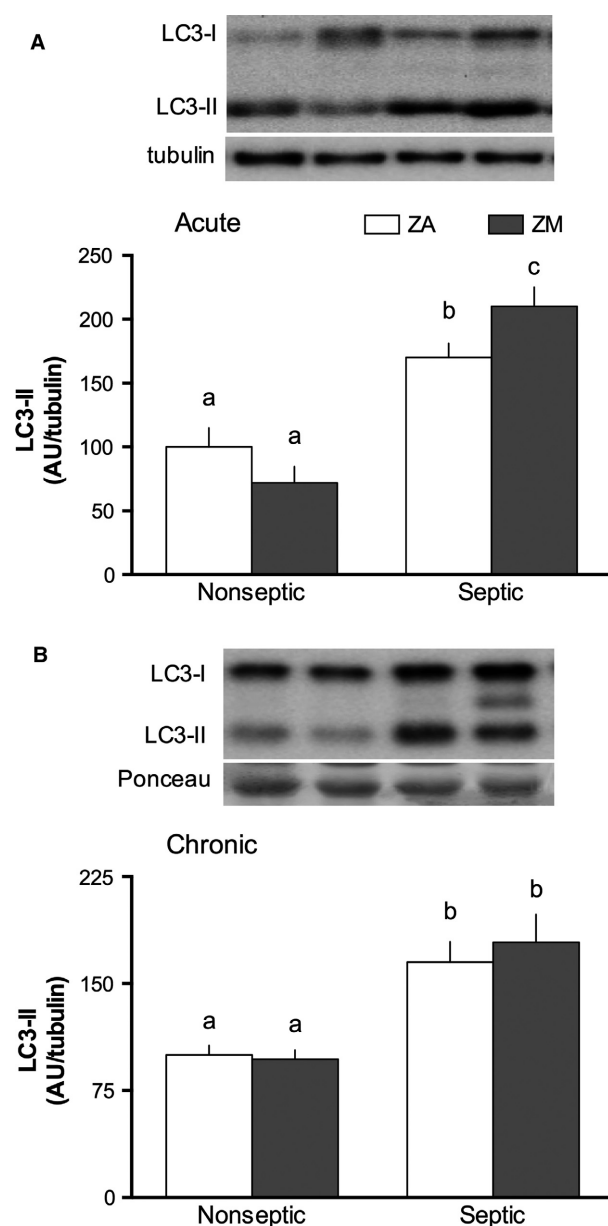 A
LC3-I
LC3-II
tubulin
Acute
ZA ZM
LC3-II
(AU/tubulin)
250
200
150
100
50
0
a
a
b
c
Nonseptic Septic
B
LC3-I
LC3-II
Ponceau
Chronic
LC3-II
(AU/tubulin)
225
150
75
0
a
a
b
b
Nonseptic Septic